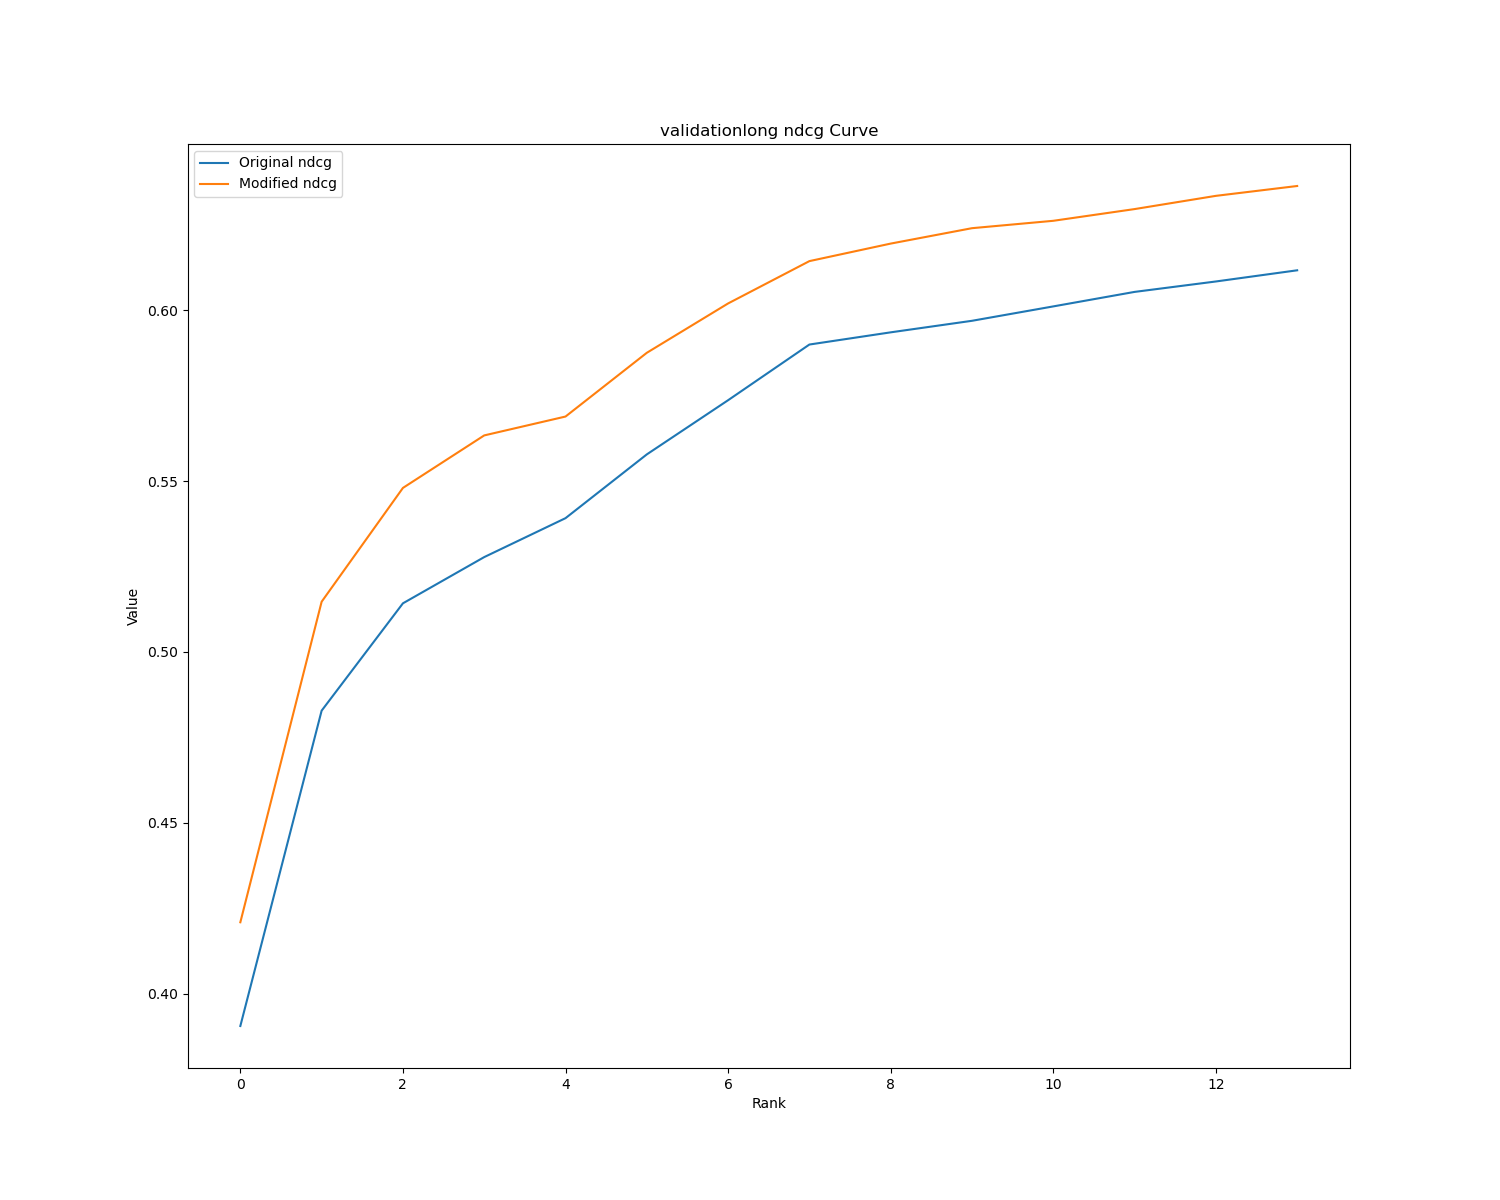 validationlong ndcg Curve
Original ndcg
Modified ndcg
0.60
0.55
0.50
0.45
0.40
Value
0 2 4 6 8 10 12
Rank